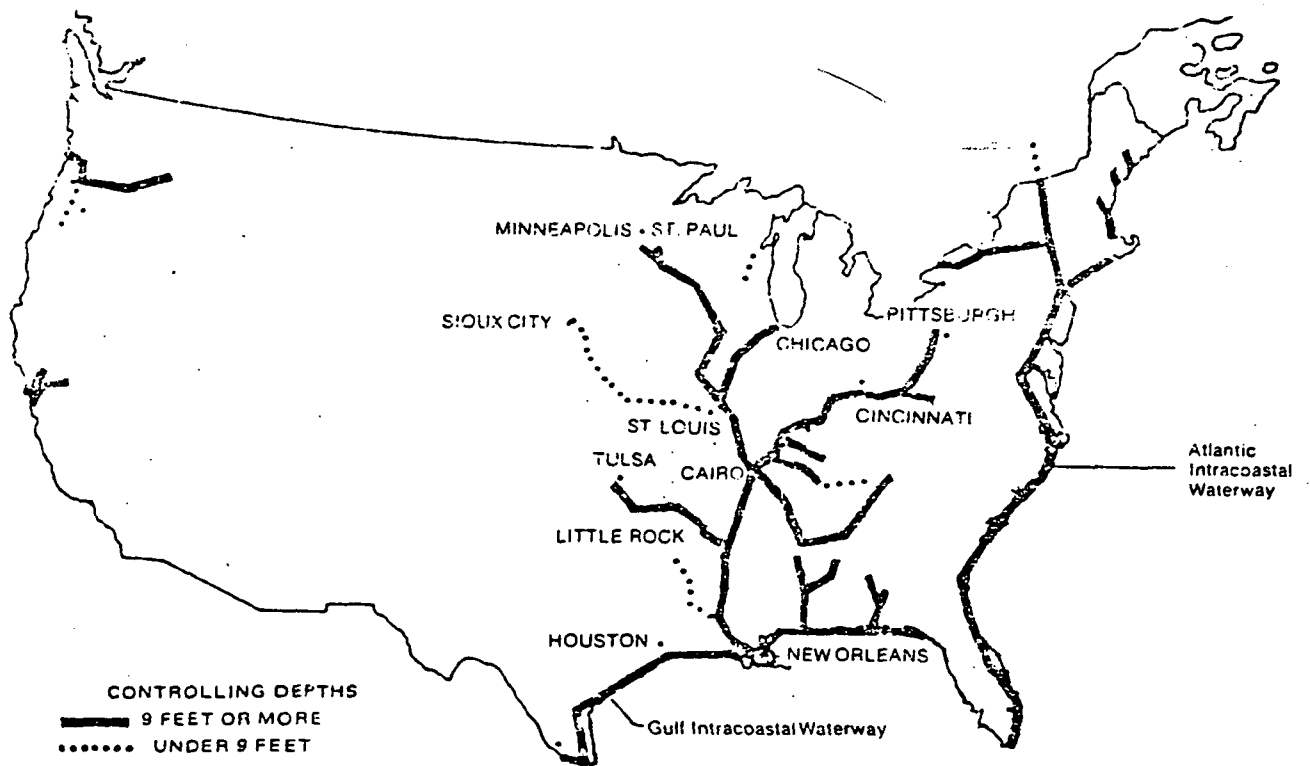 MINNEAPOLIS · ST. PAUL
SIOUX CITY
PITTSBURGH
CHICAGO
CINCINNATI
ST LOUIS
TULSA
CAIRO
Atlantic
Intracoastal
Waterway
LITTLE ROCK
HOUSTON
NEW ORLEANS
CONTROLLING DEPTHS
9 FEET OR MORE
UNDER 9 FEET
Gulf Intracoastal Waterway